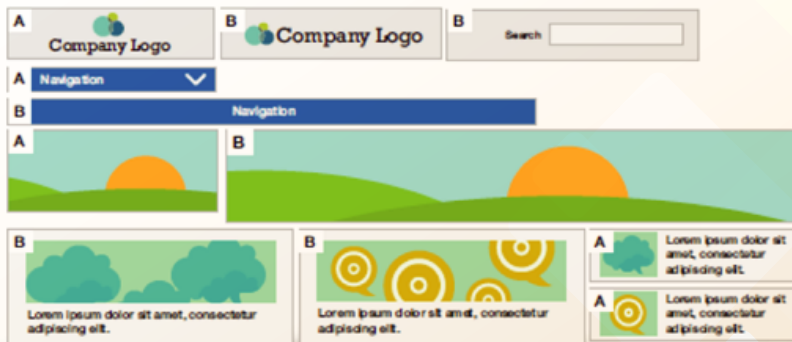 A
Company Logo
B
Company Logo
B
Search
A
Navigation
B
Navigation
A
B
B
Lorem ipsum dolor sit amet, consectetur
adipiscing elit.
B
Lorem ipsum dolor sit amet, consectetur
adipiscing elit.
A
Lorem ipsum dolor sit
amet, consectetur
adipiscing elit.
A
Lorem ipsum dolor sit
amet, consectetur
adipiscing elit.